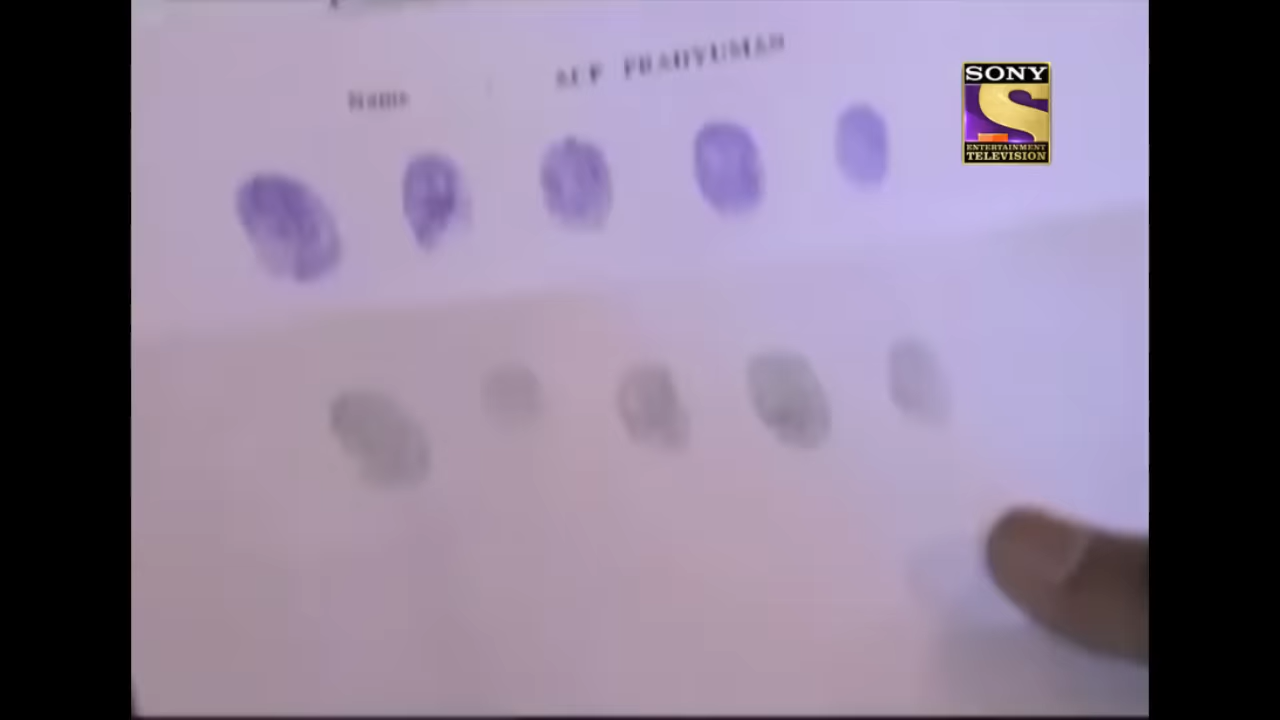 Name : ACP PRADYUMAN
SONY
ENTERTAINMENT
TELEVISION